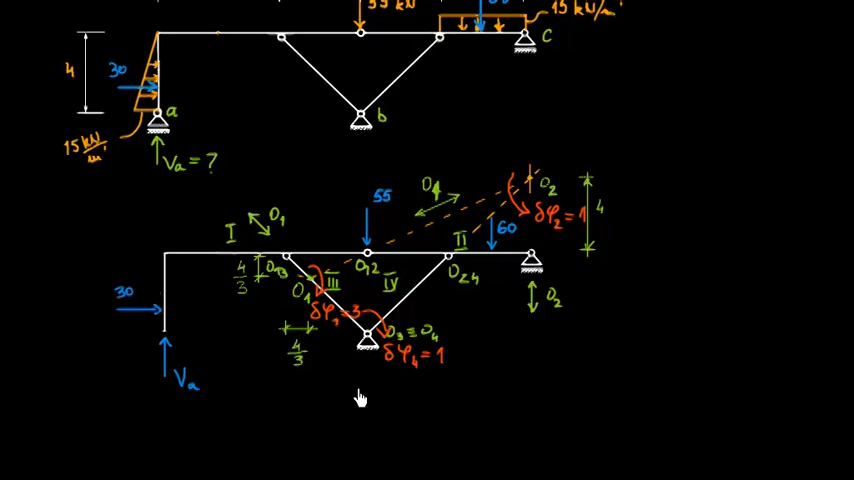 55 kN
15 kN/m'
C
4
30
a
b
15 kN/m'
Va = ?
O4
O2
δφ2 = 1
4
55
O1
I
II
60
4/3
O13
O12
O24
III
IV
O1
30
δφ1 = 3
O2
O3 ≡ O4
δφ4 = 1
4/3
Va